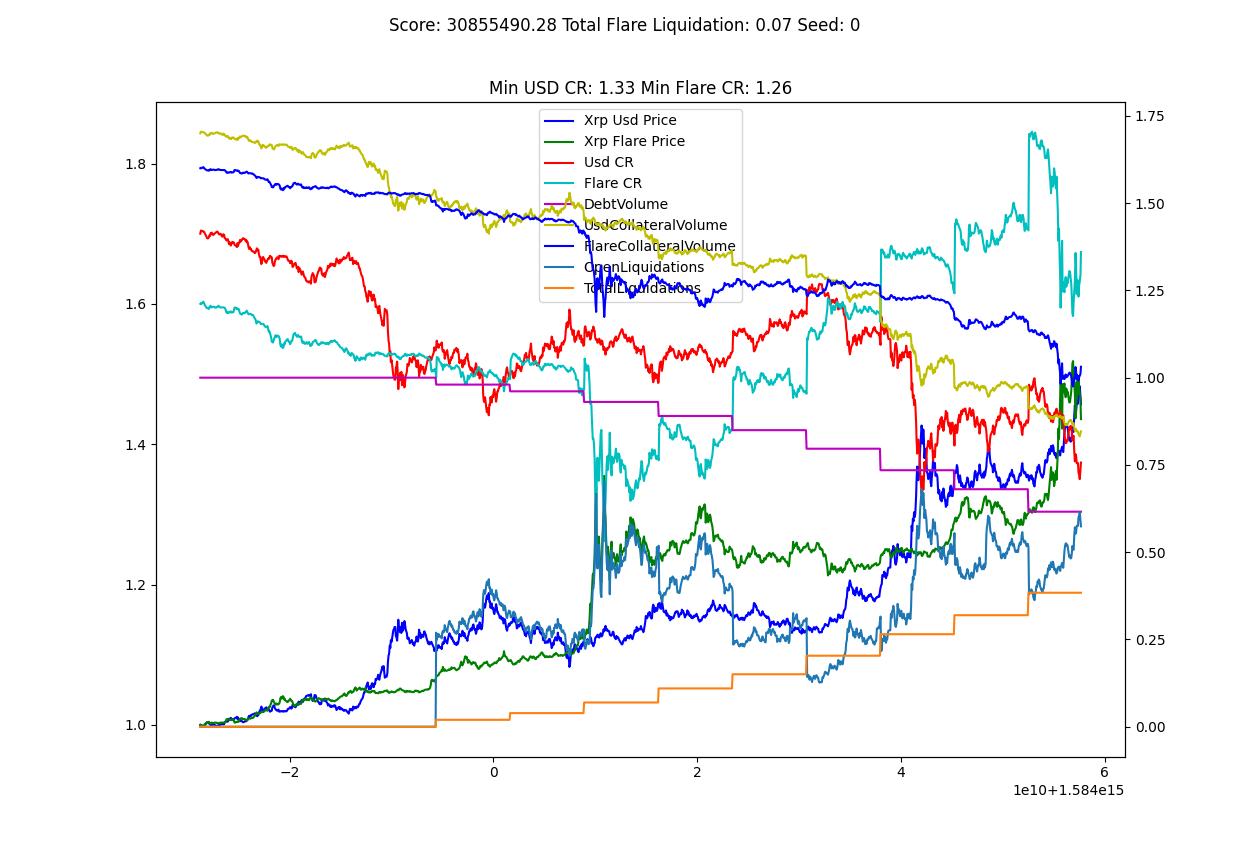 Score: 30855490.28 Total Flare Liquidation: 0.07 Seed: 0
Min USD CR: 1.33 Min Flare CR: 1.26
Xrp Usd Price
Xrp Flare Price
Usd CR
Flare CR
DebtVolume
UsdCollateralVolume
FlareCollateralVolume
OpenLiquidations
TotalLiquidations
1.8
1.6
1.4
1.2
1.0
1.75
1.50
1.25
1.00
0.75
0.50
0.25
0.00
−2
0
2
4
6
1e10+1.584e15